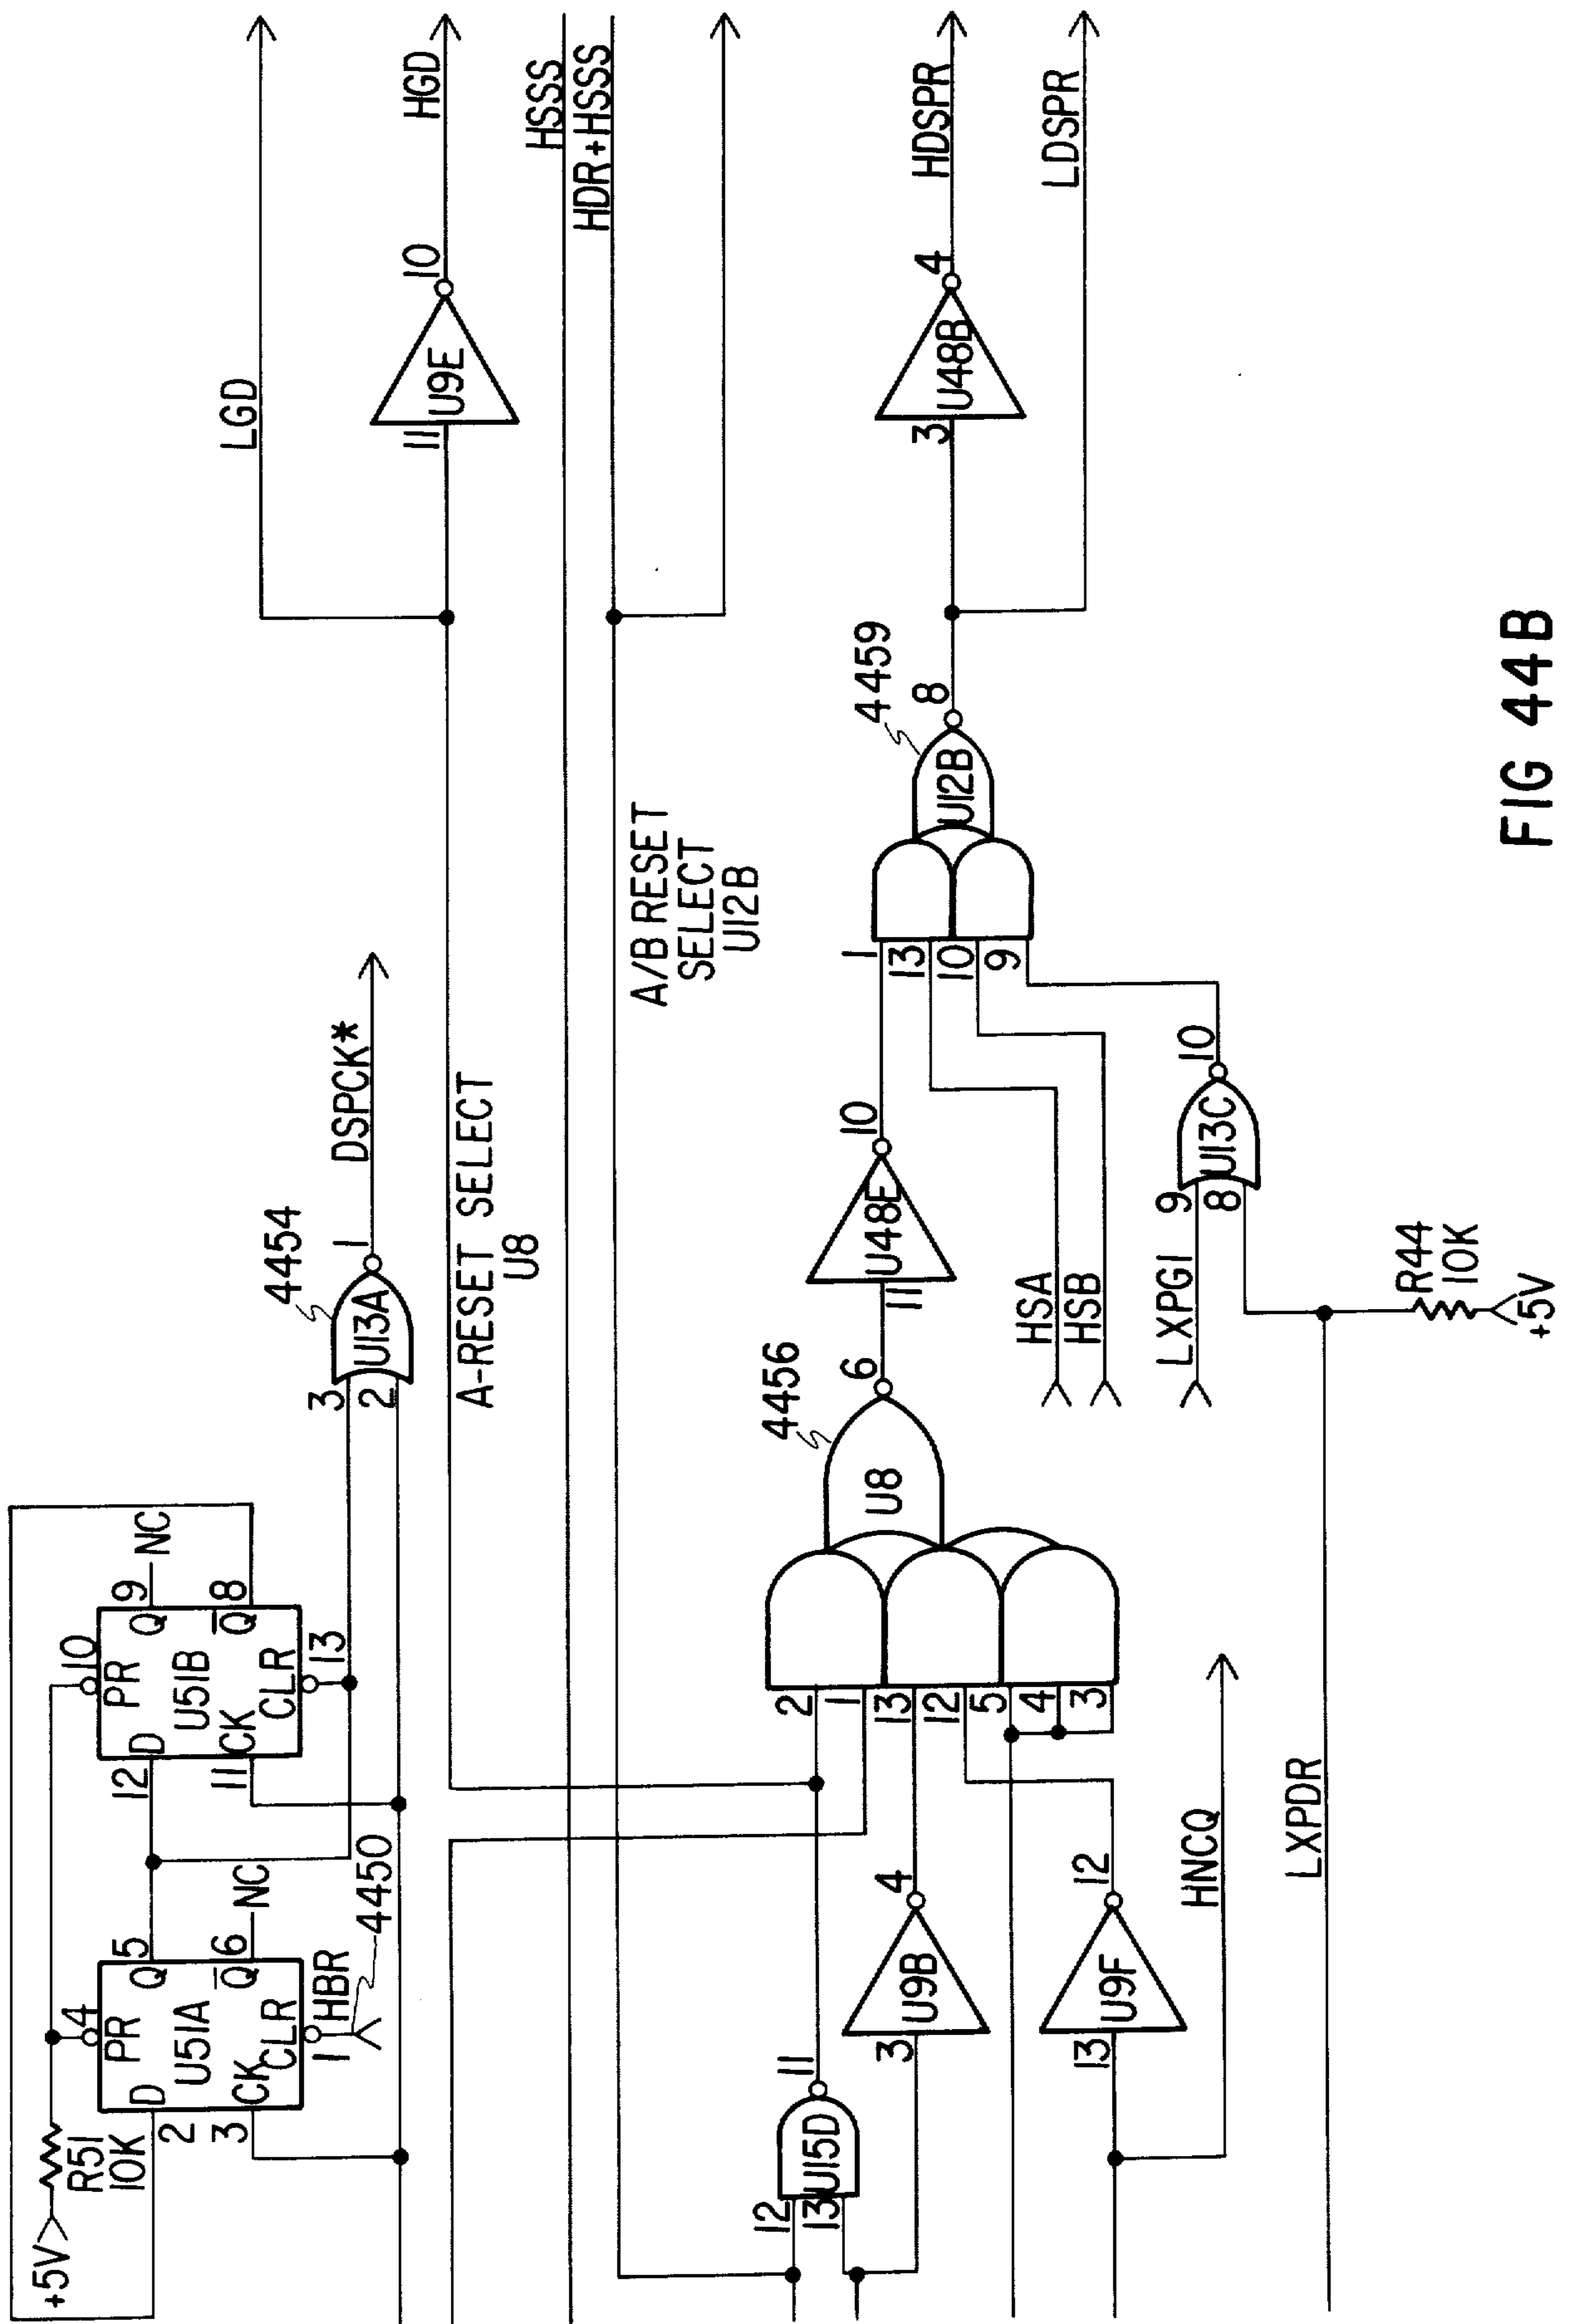 LGD
HGD
HSSS
HDR+HSSS
HDSPR
LDSPR
11
U9E
10
3
U48B
4
4459
U12B
8
1
13
10
9
A/B RESET
SELECT
U12B
DSPCK*
4454
U13A
1
3
2
A-RESET SELECT
U8
+5V
R51
10K
4
PR
D
2
U51A
3
CK
CLR
Q 5
Q 6
NC
1
HBR
4450
10
PR
D
12
U51B
11
CK
CLR
13
Q 9
NC
Q 8
12
13
U15D
11
3
U9B
4
13
U9F
12
HNCQ
2
1
13
12
5
4
3
U8
4456
6
11
U48E
10
HSA
HSB
LXPG1
9
8
U13C
10
LXPDR
R44
10K
+5V
FIG 44B